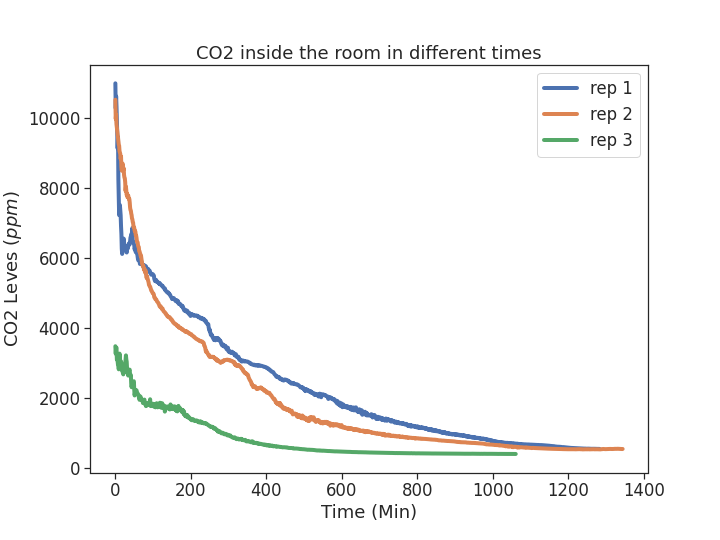 CO2 inside the room in different times
rep 1
rep 2
rep 3
10000
8000
6000
4000
2000
0
CO2 Leves (ppm)
0 200 400 600 800 1000 1200 1400
Time (Min)